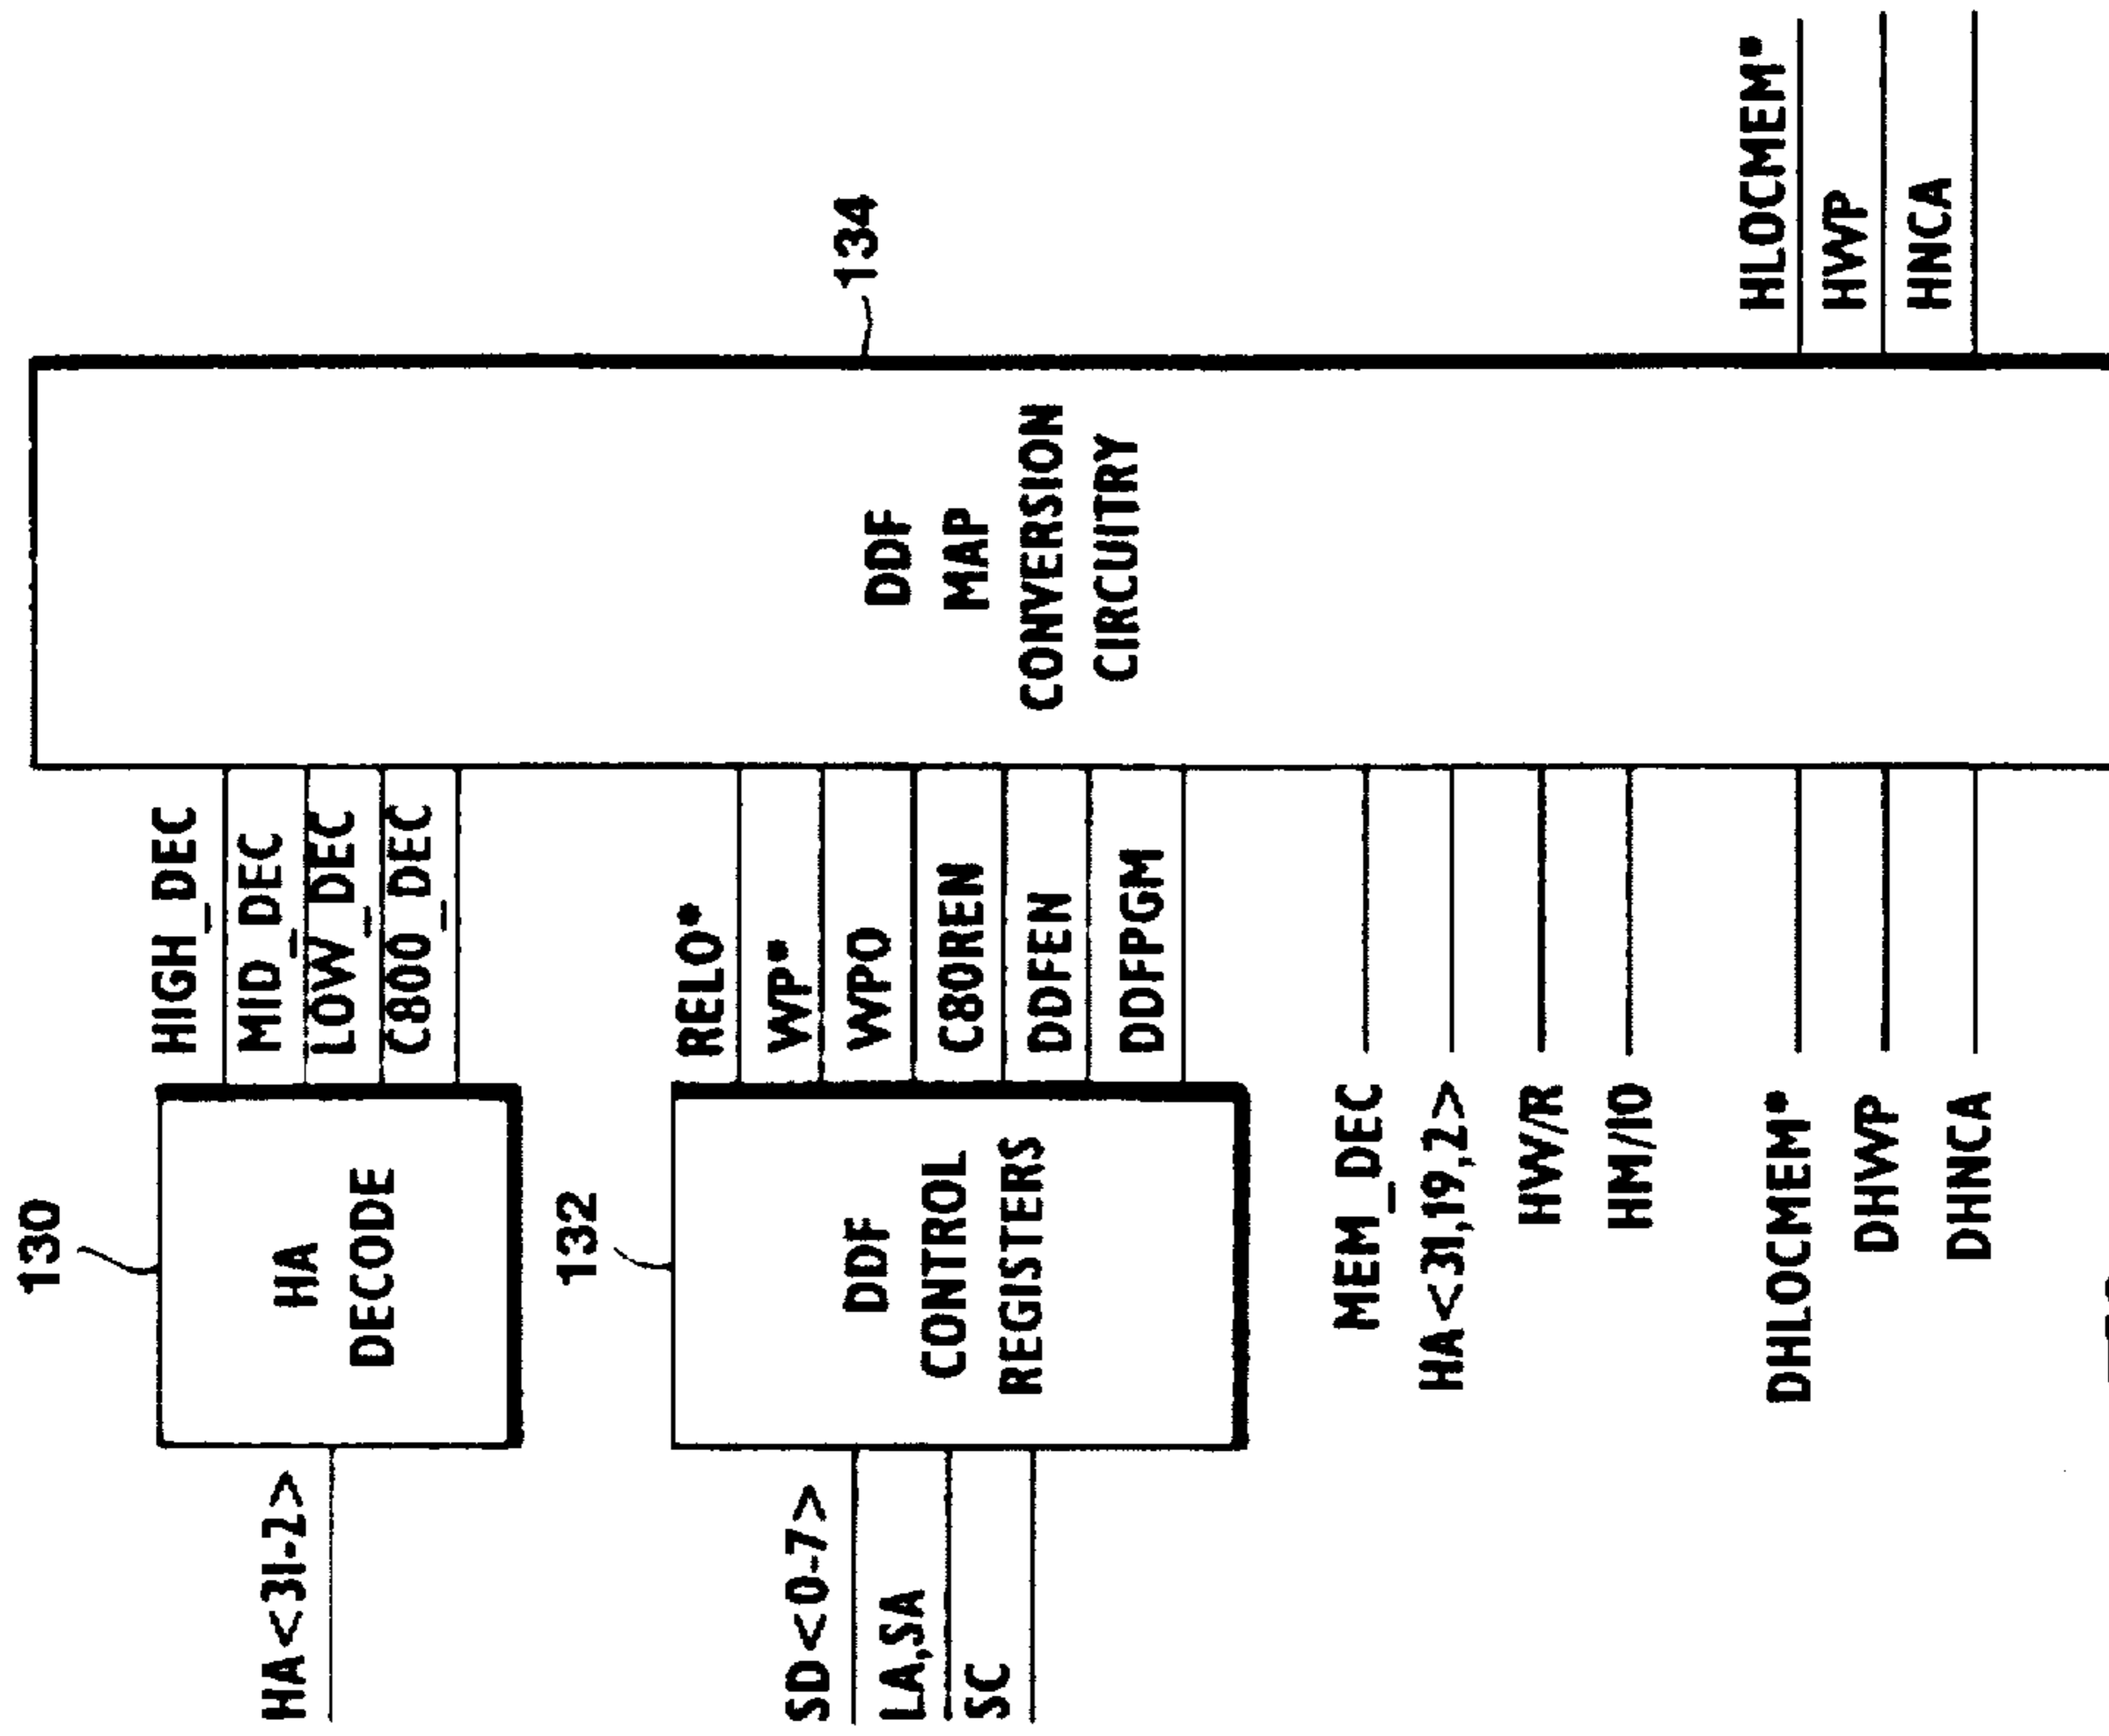 130
HA<31-2>
HA
DECODE
HIGH_DEC
MID_DEC
LOW_DEC
C800_DEC
132
SD<0-7>
LA,SA
SC
DDF
CONTROL
REGISTERS
RELO*
WP*
WPO
C80REN
DDFEN
DDFPGM
MEM_DEC
HA<31,19,2>
HW/R
HM/IO
DHLOCMEM*
DHWP
DHNCA
DDF
MAP
CONVERSION
CIRCUITRY
134
HLOCMEM*
HWP
HNCA